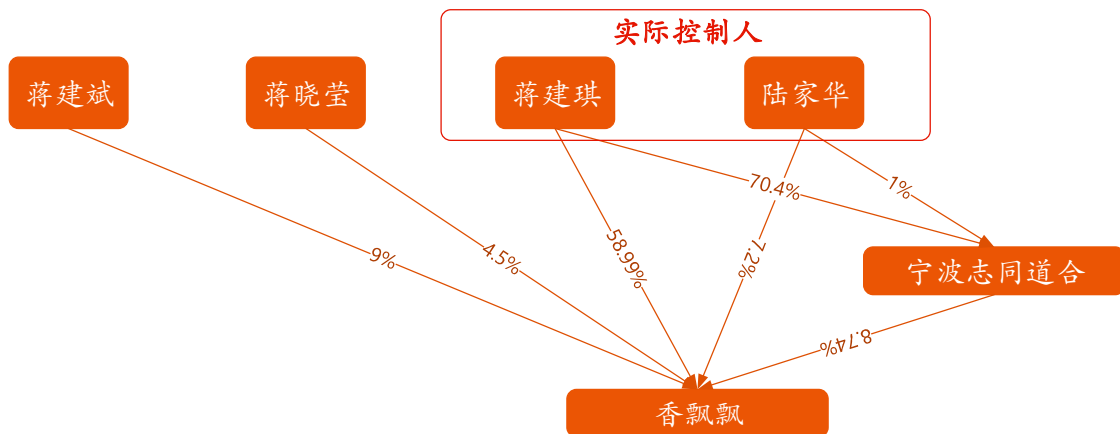 实际控制人
蒋建斌
蒋晓莹
蒋建琪
陆家华
70.4%
1%
9%
4.5%
58.99%
7.2%
宁波志同道合
8.74%
香飘飘